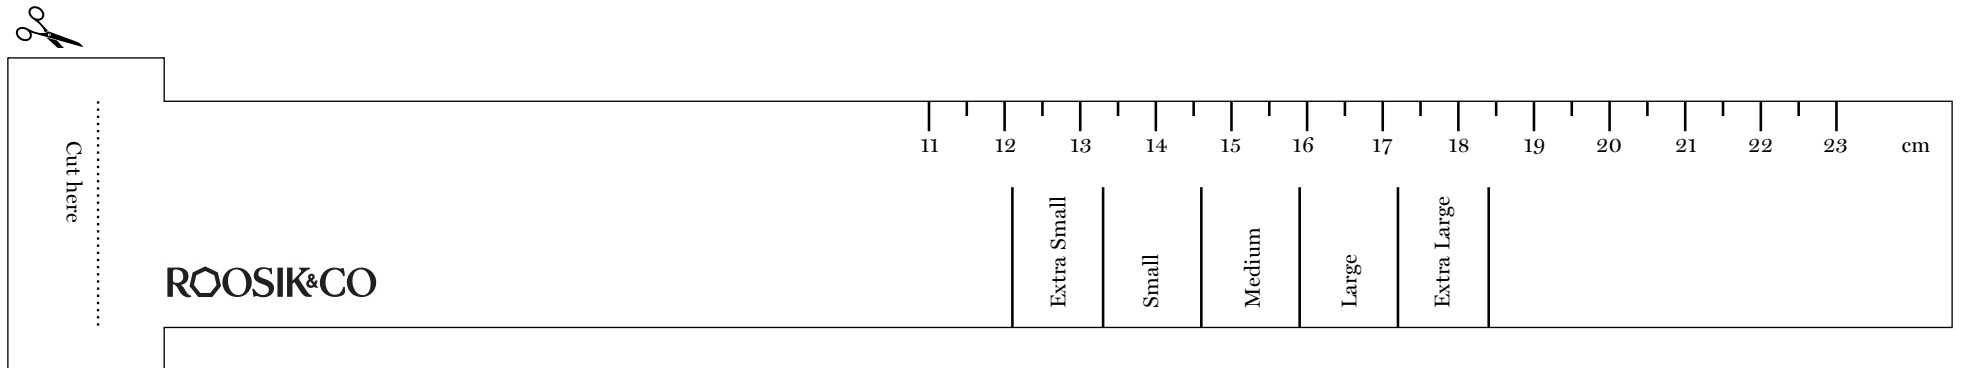 Cut here
ROOSIK&CO
11 12 13 14 15 16 17 18 19 20 21 22 23 cm
Extra Small
Small
Medium
Large
Extra Large